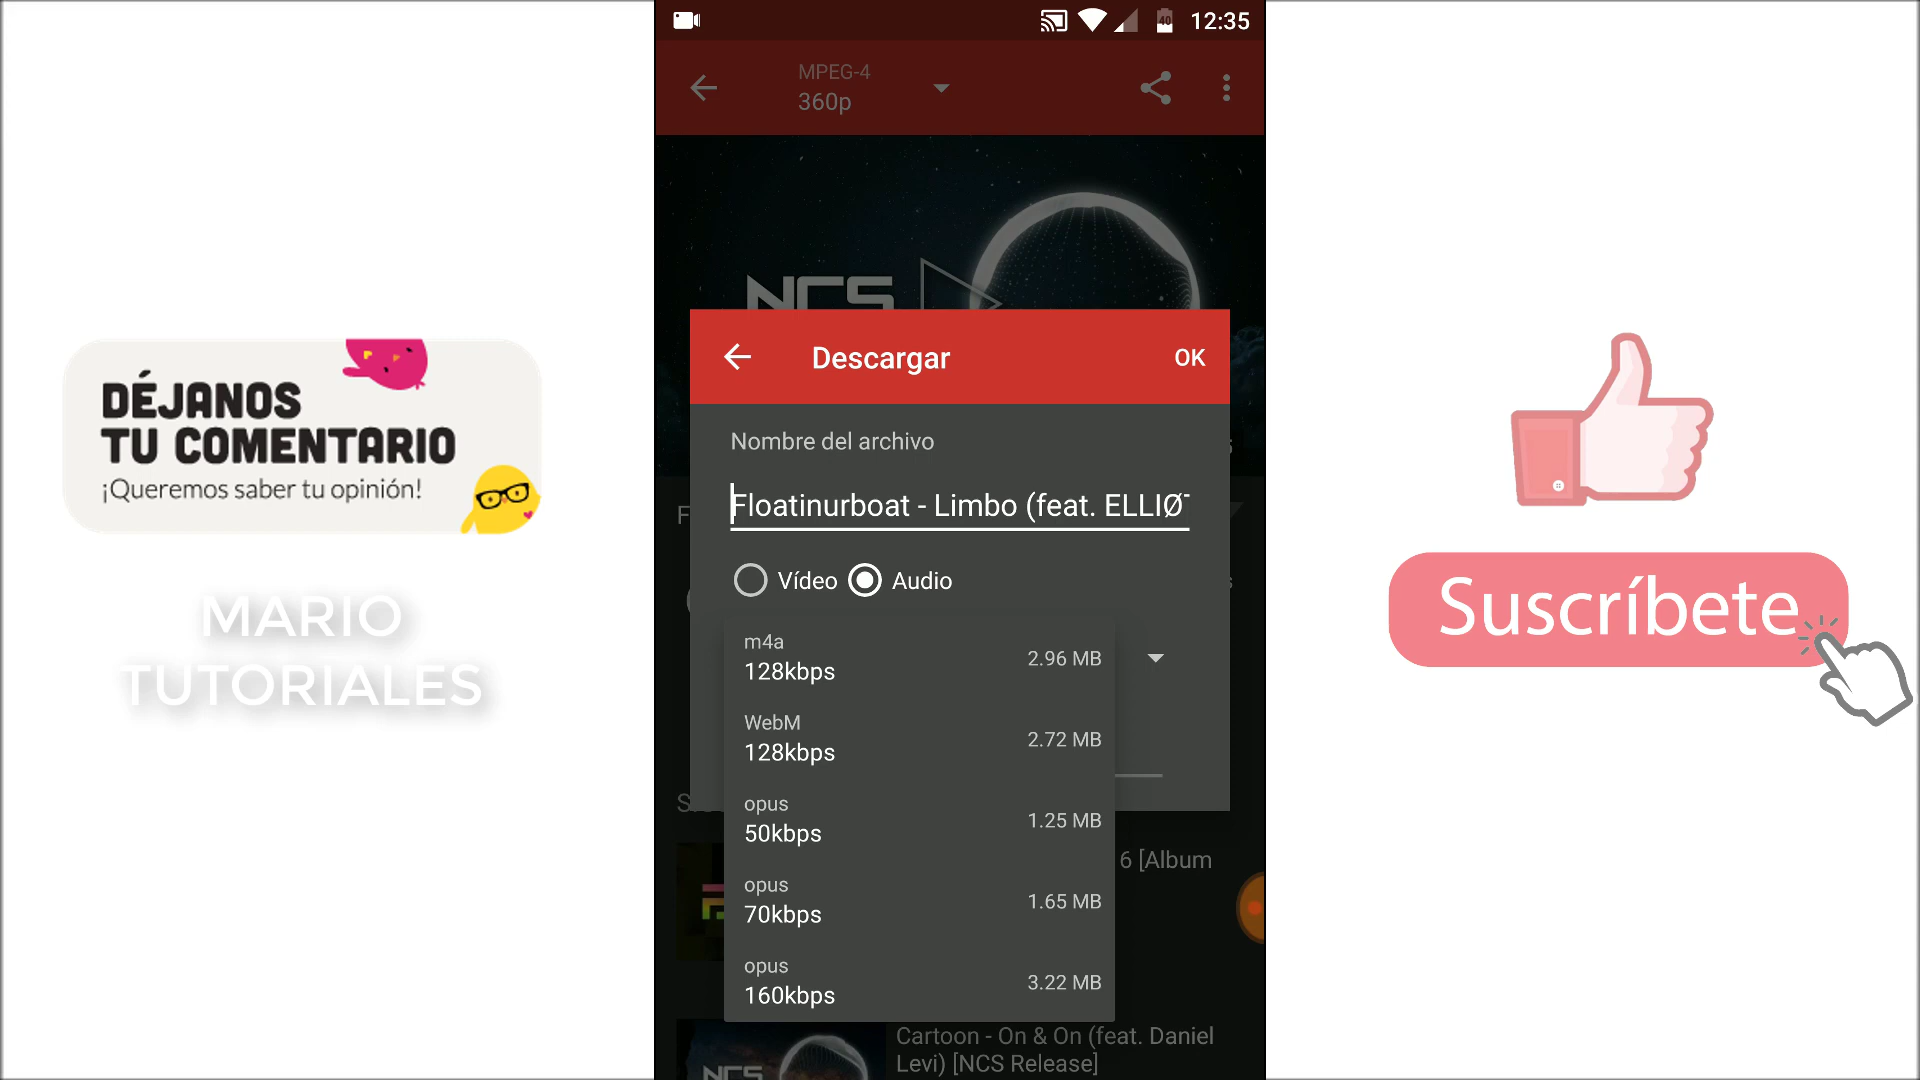 40 12:35
MPEG-4
360p
NCS
Descargar OK
Nombre del archivo
Floatinurboat - Limbo (feat. ELLIØ
Vídeo Audio
m4a
128kbps 2.96 MB
WebM
128kbps 2.72 MB
opus
50kbps 1.25 MB
opus
70kbps 1.65 MB
opus
160kbps 3.22 MB
6 [Album
Cartoon - On & On (feat. Daniel
Levi) [NCS Release]
NCS
DÉJANOS
TU COMENTARIO
¡Queremos saber tu opinión!
MARIO
TUTORIALES
Suscríbete